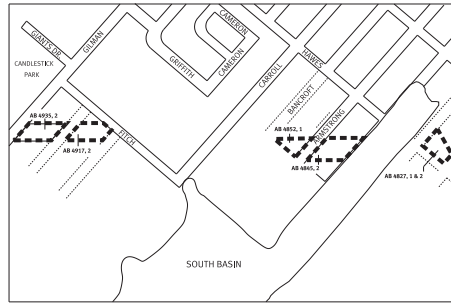 GIANTS DR
GILMAN
CAMERON
CAMERON
GRIFFITH
CARROLL
HAWES
CANDLESTICK
PARK
BANCROFT
ARMSTRONG
AB 4935, 2
AB 4917, 2
FITCH
AB 4852, 1
AB 4845, 2
AB 4827, 1 & 2
SOUTH BASIN